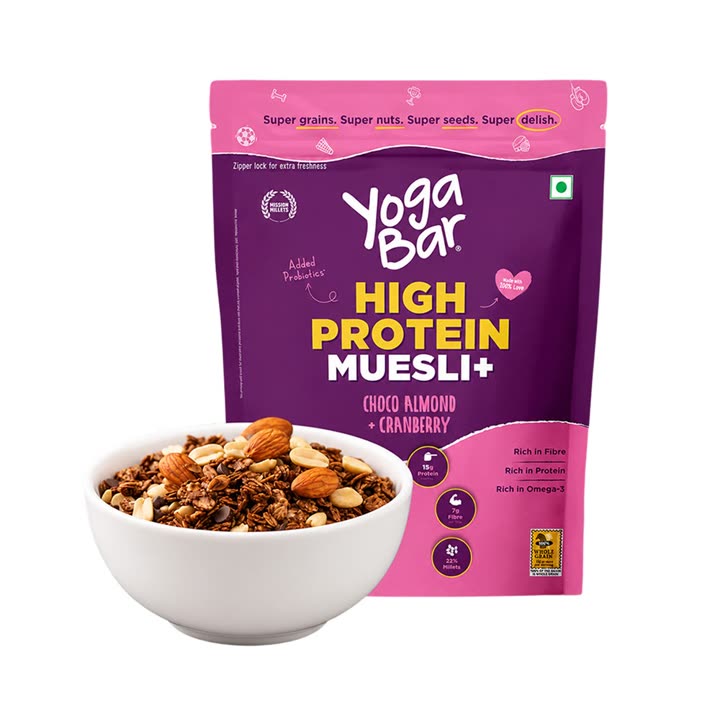 Super grains. Super nuts. Super seeds. Super delish.
Zipper lock for extra freshness
MISSION
MILLETS
Yoga
Bar®
Added
Probiotics*
Made with
100% Love
HIGH
PROTEIN
MUESLI+
CHOCO ALMOND
+ CRANBERRY
15g
Protein
7g
Fibre
22%
Millets
Rich in Fibre
Rich in Protein
Rich in Omega-3
100%
WHOLE
GRAIN